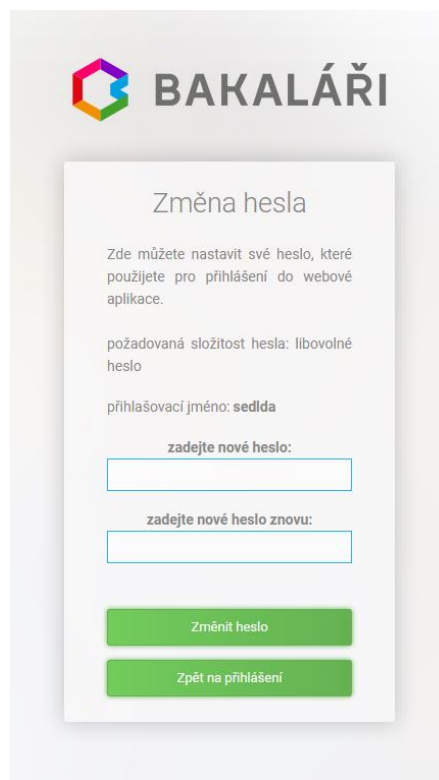 BAKALÁŘI
Změna hesla
Zde můžete nastavit své heslo, které
použijete pro přihlášení do webové
aplikace.
požadovaná složitost hesla: libovolné
heslo
přihlašovací jméno: sedlda
zadejte nové heslo:
zadejte nové heslo znovu:
Změnit heslo
Zpět na přihlášení